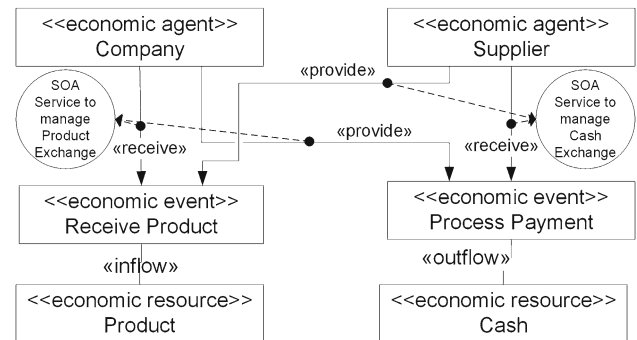 <<economic agent>>
Company
<<economic agent>>
Supplier
«provide»
SOA
Service to
manage
Product
Exchange
SOA
Service to
manage
Cash
Exchange
«receive»
«provide»
«receive»
<<economic event>>
Receive Product
<<economic event>>
Process Payment
«inflow»
«outflow»
<<economic resource>>
Product
<<economic resource>>
Cash